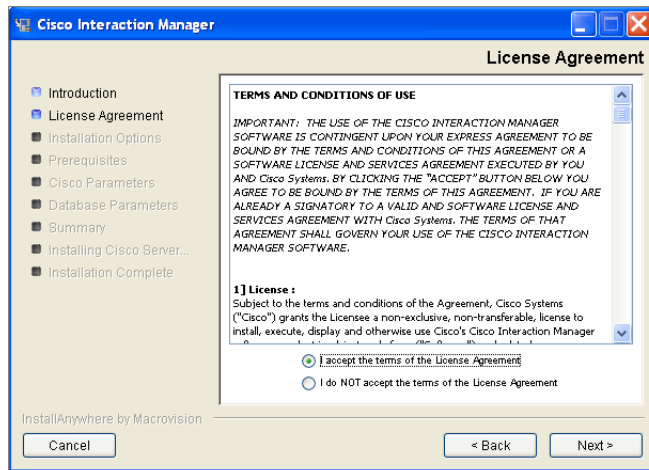 Cisco Interaction Manager
License Agreement
Introduction
License Agreement
Installation Options
Prerequisites
Cisco Parameters
Database Parameters
Summary
Installing Cisco Server...
Installation Complete
TERMS AND CONDITIONS OF USE
IMPORTANT: THE USE OF THE CISCO INTERACTION MANAGER
SOFTWARE IS CONTINGENT UPON YOUR EXPRESS AGREEMENT TO BE
BOUND BY THE TERMS AND CONDITIONS OF THIS AGREEMENT OR A
SOFTWARE LICENSE AND SERVICES AGREEMENT EXECUTED BY YOU
AND Cisco Systems. BY CLICKING THE "ACCEPT" BUTTON BELOW YOU
AGREE TO BE BOUND BY THE TERMS OF THIS AGREEMENT. IF YOU ARE
ALREADY A SIGNATORY TO A VALID AND SOFTWARE LICENSE AND
SERVICES AGREEMENT WITH Cisco Systems. THE TERMS OF THAT
AGREEMENT SHALL GOVERN YOUR USE OF THE CISCO INTERACTION
MANAGER SOFTWARE.
1] License :
Subject to the terms and conditions of the Agreement, Cisco Systems
("Cisco") grants the Licensee a non-exclusive, non-transferable, license to
install, execute, display and otherwise use Cisco's Cisco Interaction Manager
I accept the terms of the License Agreement
I do NOT accept the terms of the License Agreement
InstallAnywhere by Macrovision
Cancel
< Back
Next >